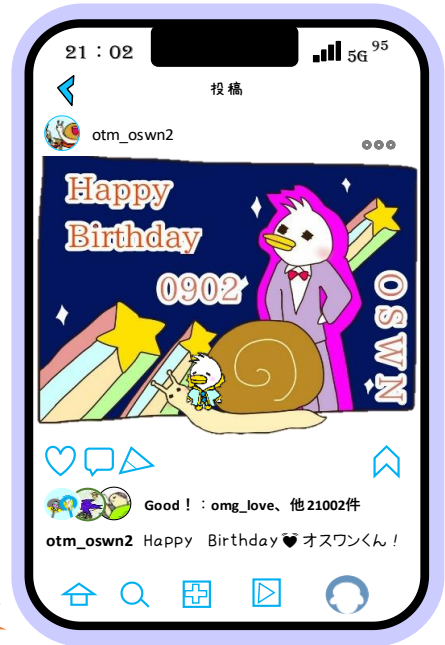 21：02
5G 95
投稿
otm_oswn2
Happy
Birthday
0902
OSWN
Good！：omg_love、他21002件
otm_oswn2 Happy Birthday🖤オスワンくん！